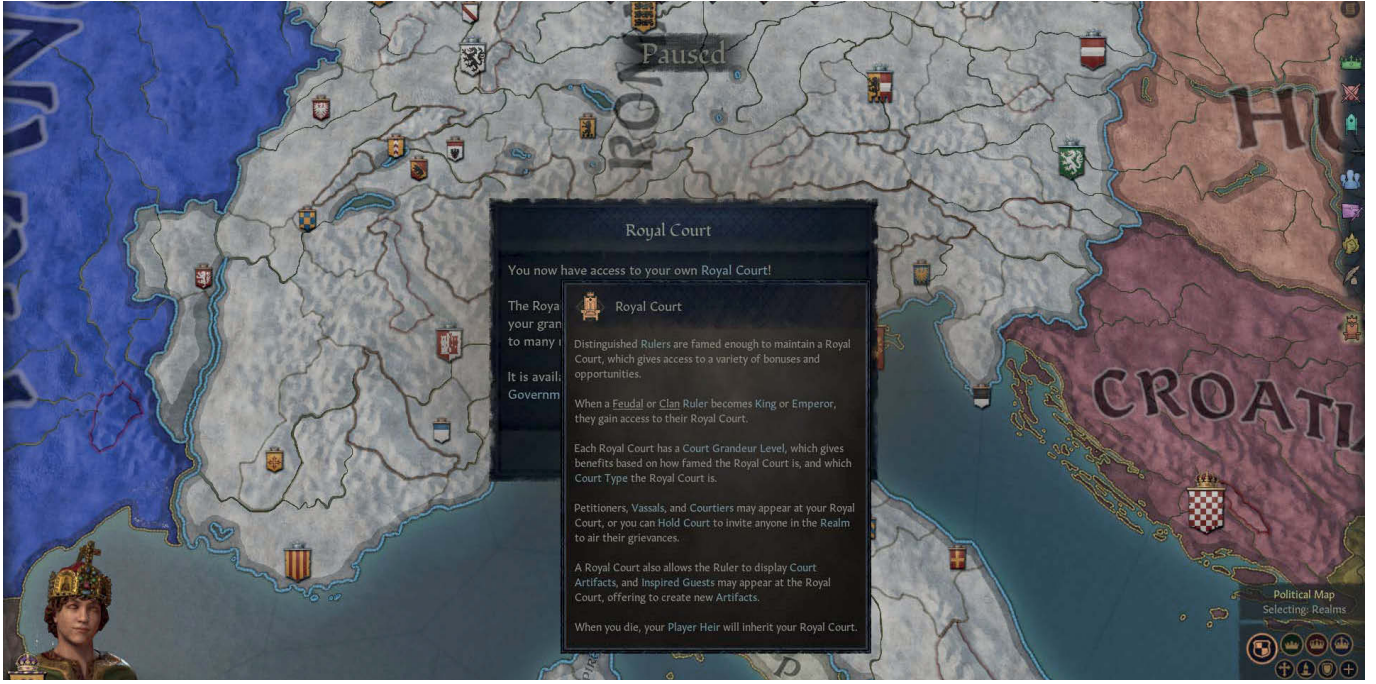 Paused
ROM
HU
CROATI
Royal Court
You now have access to your own Royal Court!
The Roya
your gran
to many
It is avail
Governm
Royal Court
Distinguished Rulers are famed enough to maintain a Royal
Court, which gives access to a variety of bonuses and
opportunities.
When a Feudal or Clan Ruler becomes King or Emperor,
they gain access to their Royal Court.
Each Royal Court has a Court Grandeur Level, which gives
benefits based on how famed the Royal Court is, and which
Court Type the Royal Court is.
Petitioners, Vassals, and Courtiers may appear at your Royal
Court, or you can Hold Court to invite anyone in the Realm
to air their grievances.
A Royal Court also allows the Ruler to display Court
Artifacts, and Inspired Guests may appear at the Royal
Court, offering to create new Artifacts.
When you die, your Player Heir will inherit your Royal Court.
Political Map
Selecting: Realms